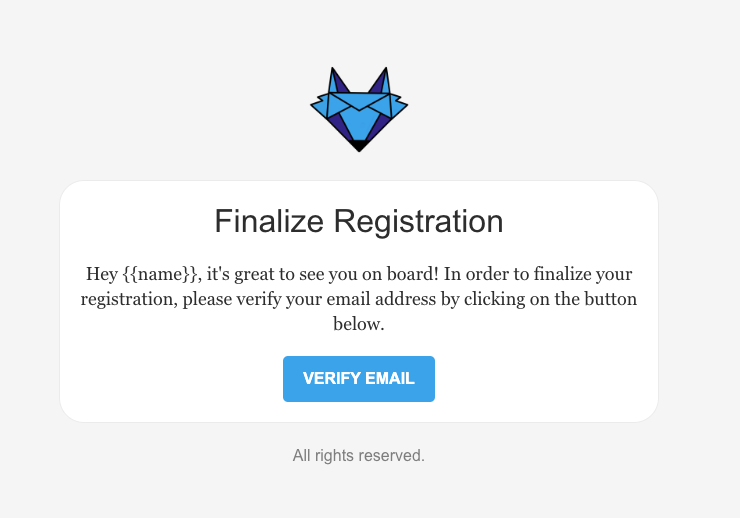 Finalize Registration
Hey {{name}}, it's great to see you on board! In order to finalize your
registration, please verify your email address by clicking on the button
below.
VERIFY EMAIL
All rights reserved.